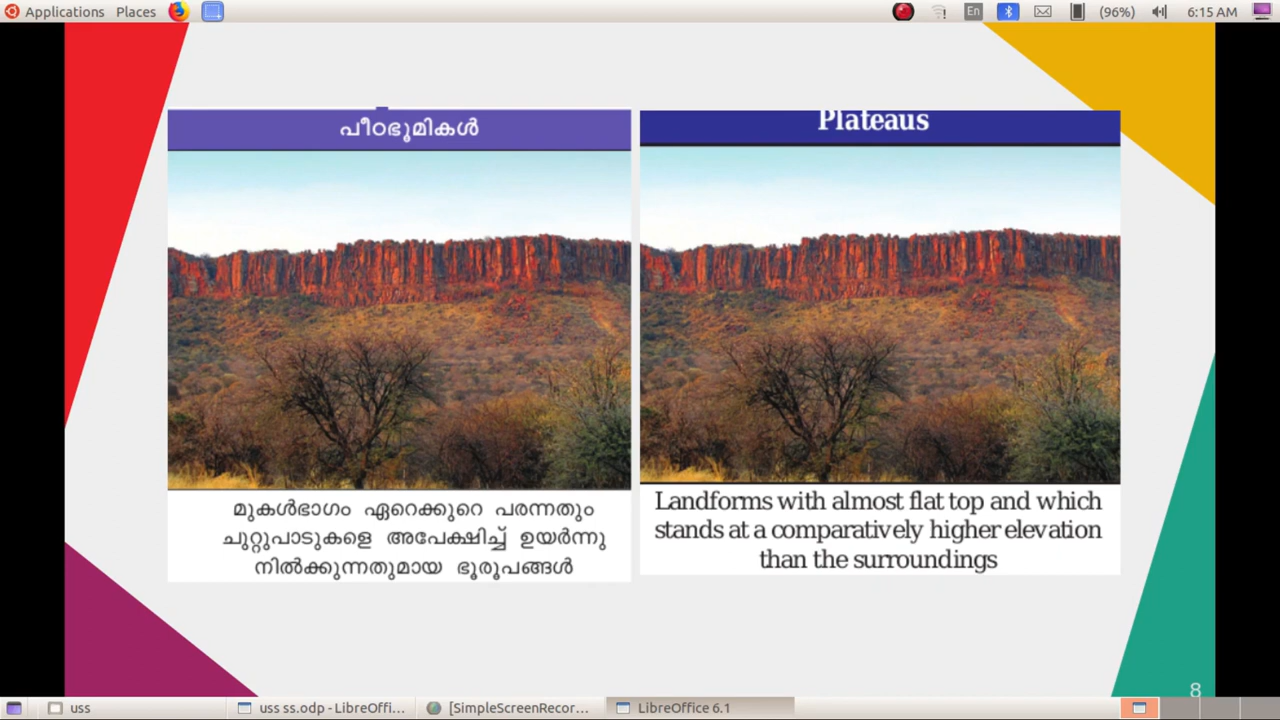 Applications Places
En
(96%)
6:15 AM
പീഠഭൂമികൾ
മുകൾഭാഗം ഏറെക്കുറെ പരന്നതും
ചുറ്റുപാടുകളെ അപേക്ഷിച്ച് ഉയർന്നു
നിൽക്കുന്നതുമായ ഭൂരൂപങ്ങൾ
Plateaus
Landforms with almost flat top and which
stands at a comparatively higher elevation
than the surroundings
8
uss
uss ss.odp - LibreOffi...
[SimpleScreenRecor...
LibreOffice 6.1